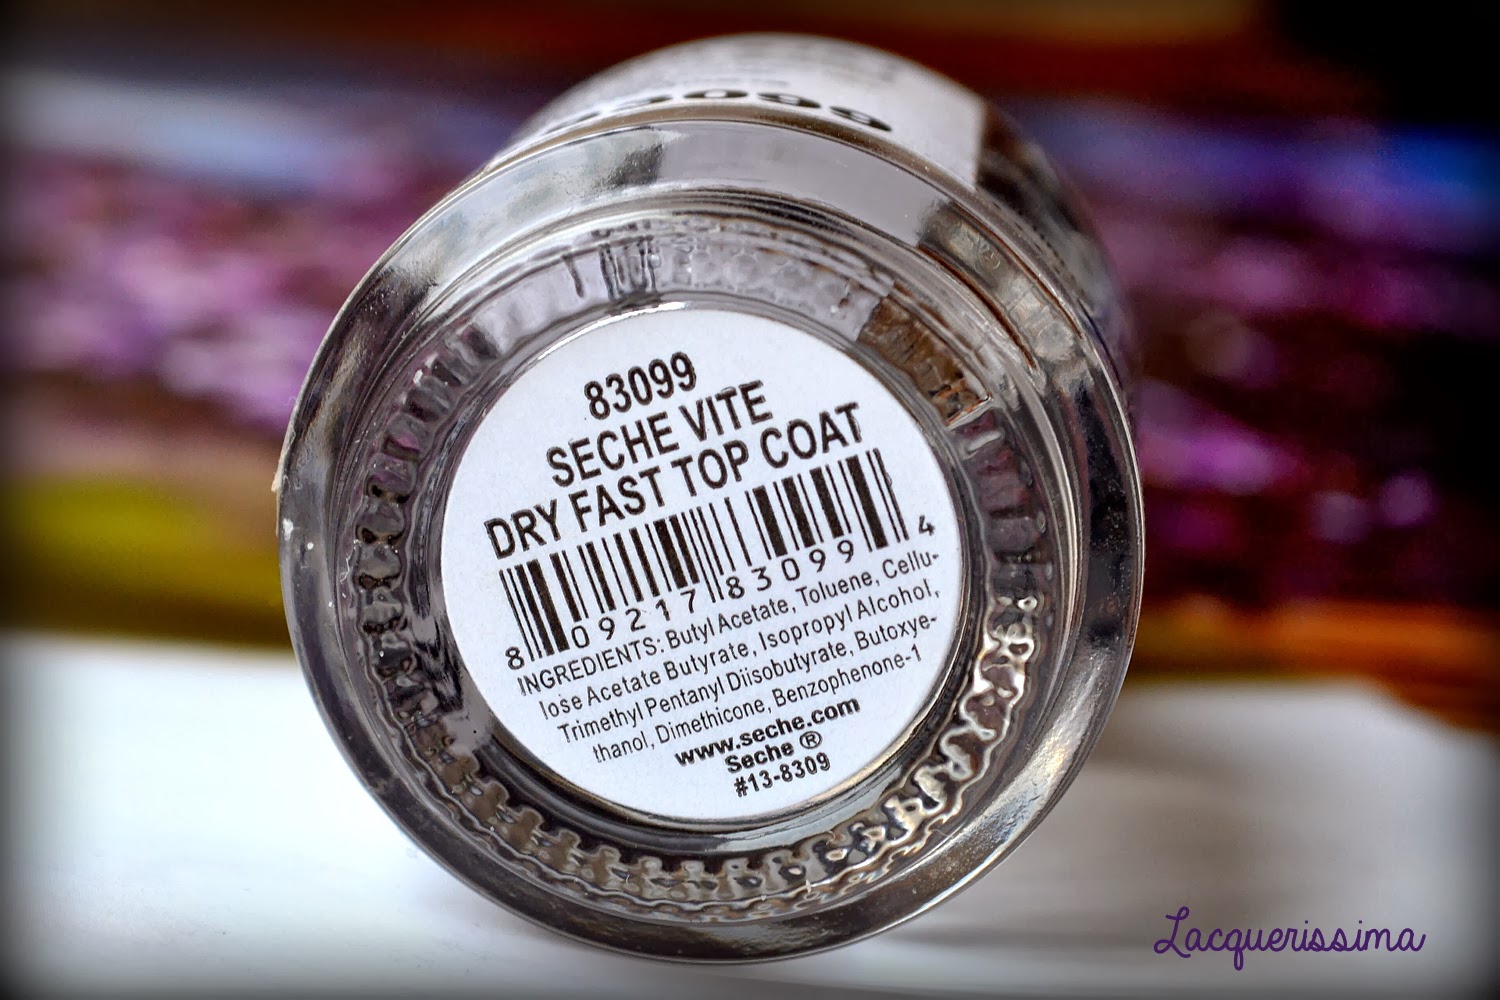 83099
SECHE VITE
DRY FAST TOP COAT
8 09217 83099 4
INGREDIENTS: Butyl Acetate, Toluene, Cellu-
lose Acetate Butyrate, Isopropyl Alcohol,
Trimethyl Pentanyl Diisobutyrate, Butoxye-
thanol, Dimethicone, Benzophenone-1
www.seche.com
Seche ®
#13-8309
Lacquerissima